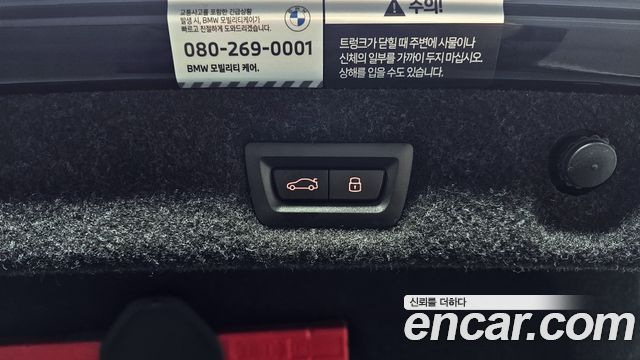 교통사고를 포함한 긴급상황
발생 시, BMW 모빌리티케어가
빠르고 친절하게 도와드리겠습니다.
080-269-0001
BMW 모빌리티 케어.
주의!
트렁크가 닫힐 때 주변에 사물이나
신체의 일부를 가까이 두지 마십시오.
상해를 입을 수도 있습니다.
신뢰를 더하다
encar.com